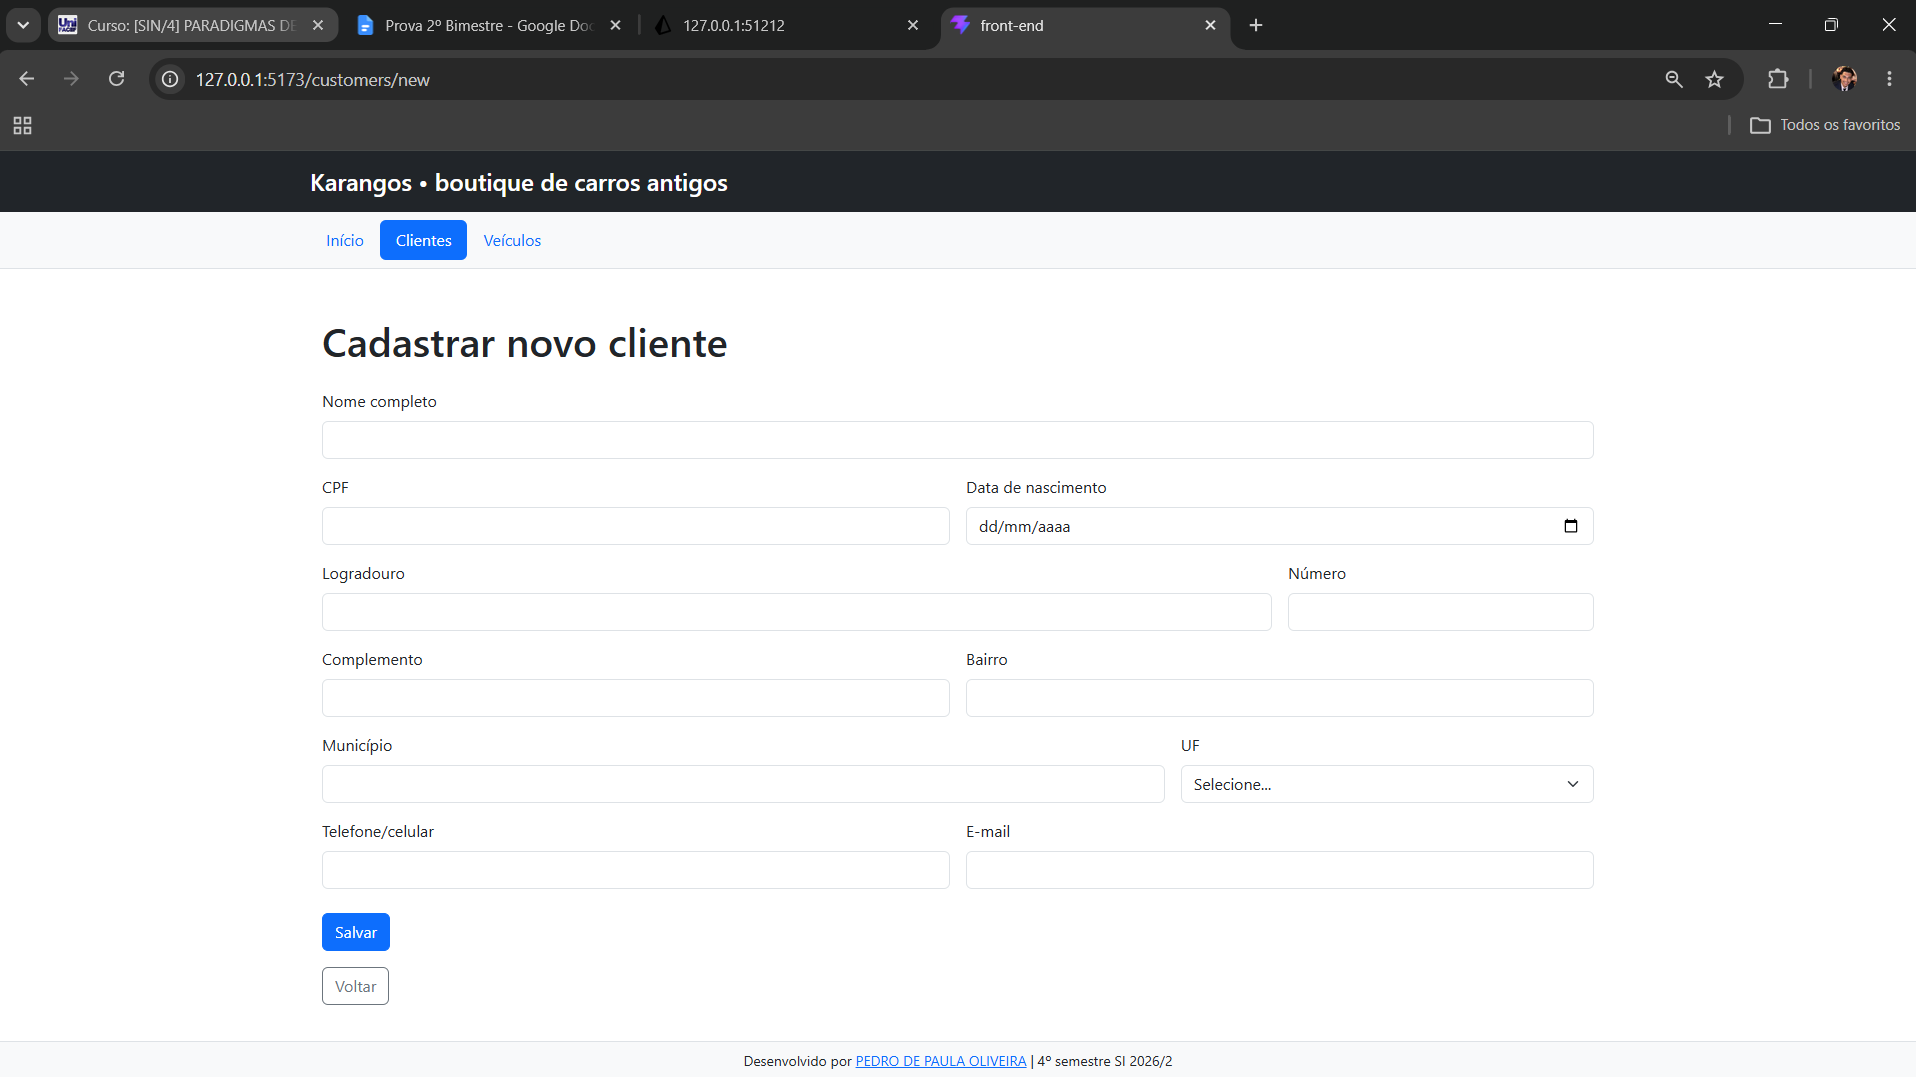 Curso: [SIN/4] PARADIGMAS DE
Prova 2º Bimestre - Google Doc
127.0.0.1:51212
front-end
127.0.0.1:5173/customers/new
Todos os favoritos
Karangos • boutique de carros antigos
Início Clientes Veículos
Cadastrar novo cliente
Nome completo
CPF Data de nascimento
dd/mm/aaaa
Logradouro Número
Complemento Bairro
Município UF
Selecione...
Telefone/celular E-mail
Salvar
Voltar
Desenvolvido por PEDRO DE PAULA OLIVEIRA | 4º semestre SI 2026/2